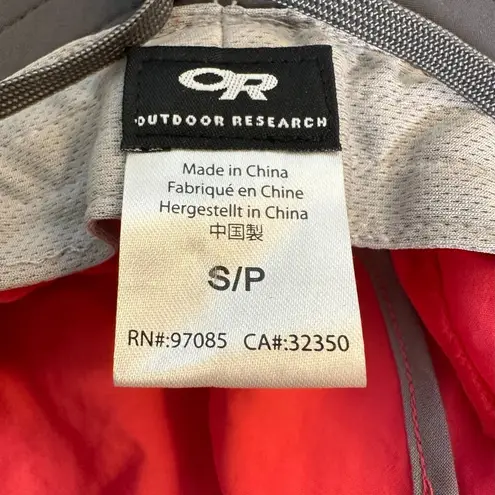 OR
OUTDOOR RESEARCH
Made in China
Fabriqué en Chine
Hergestellt in China
中国製
S/P
RN#:97085 CA#:32350